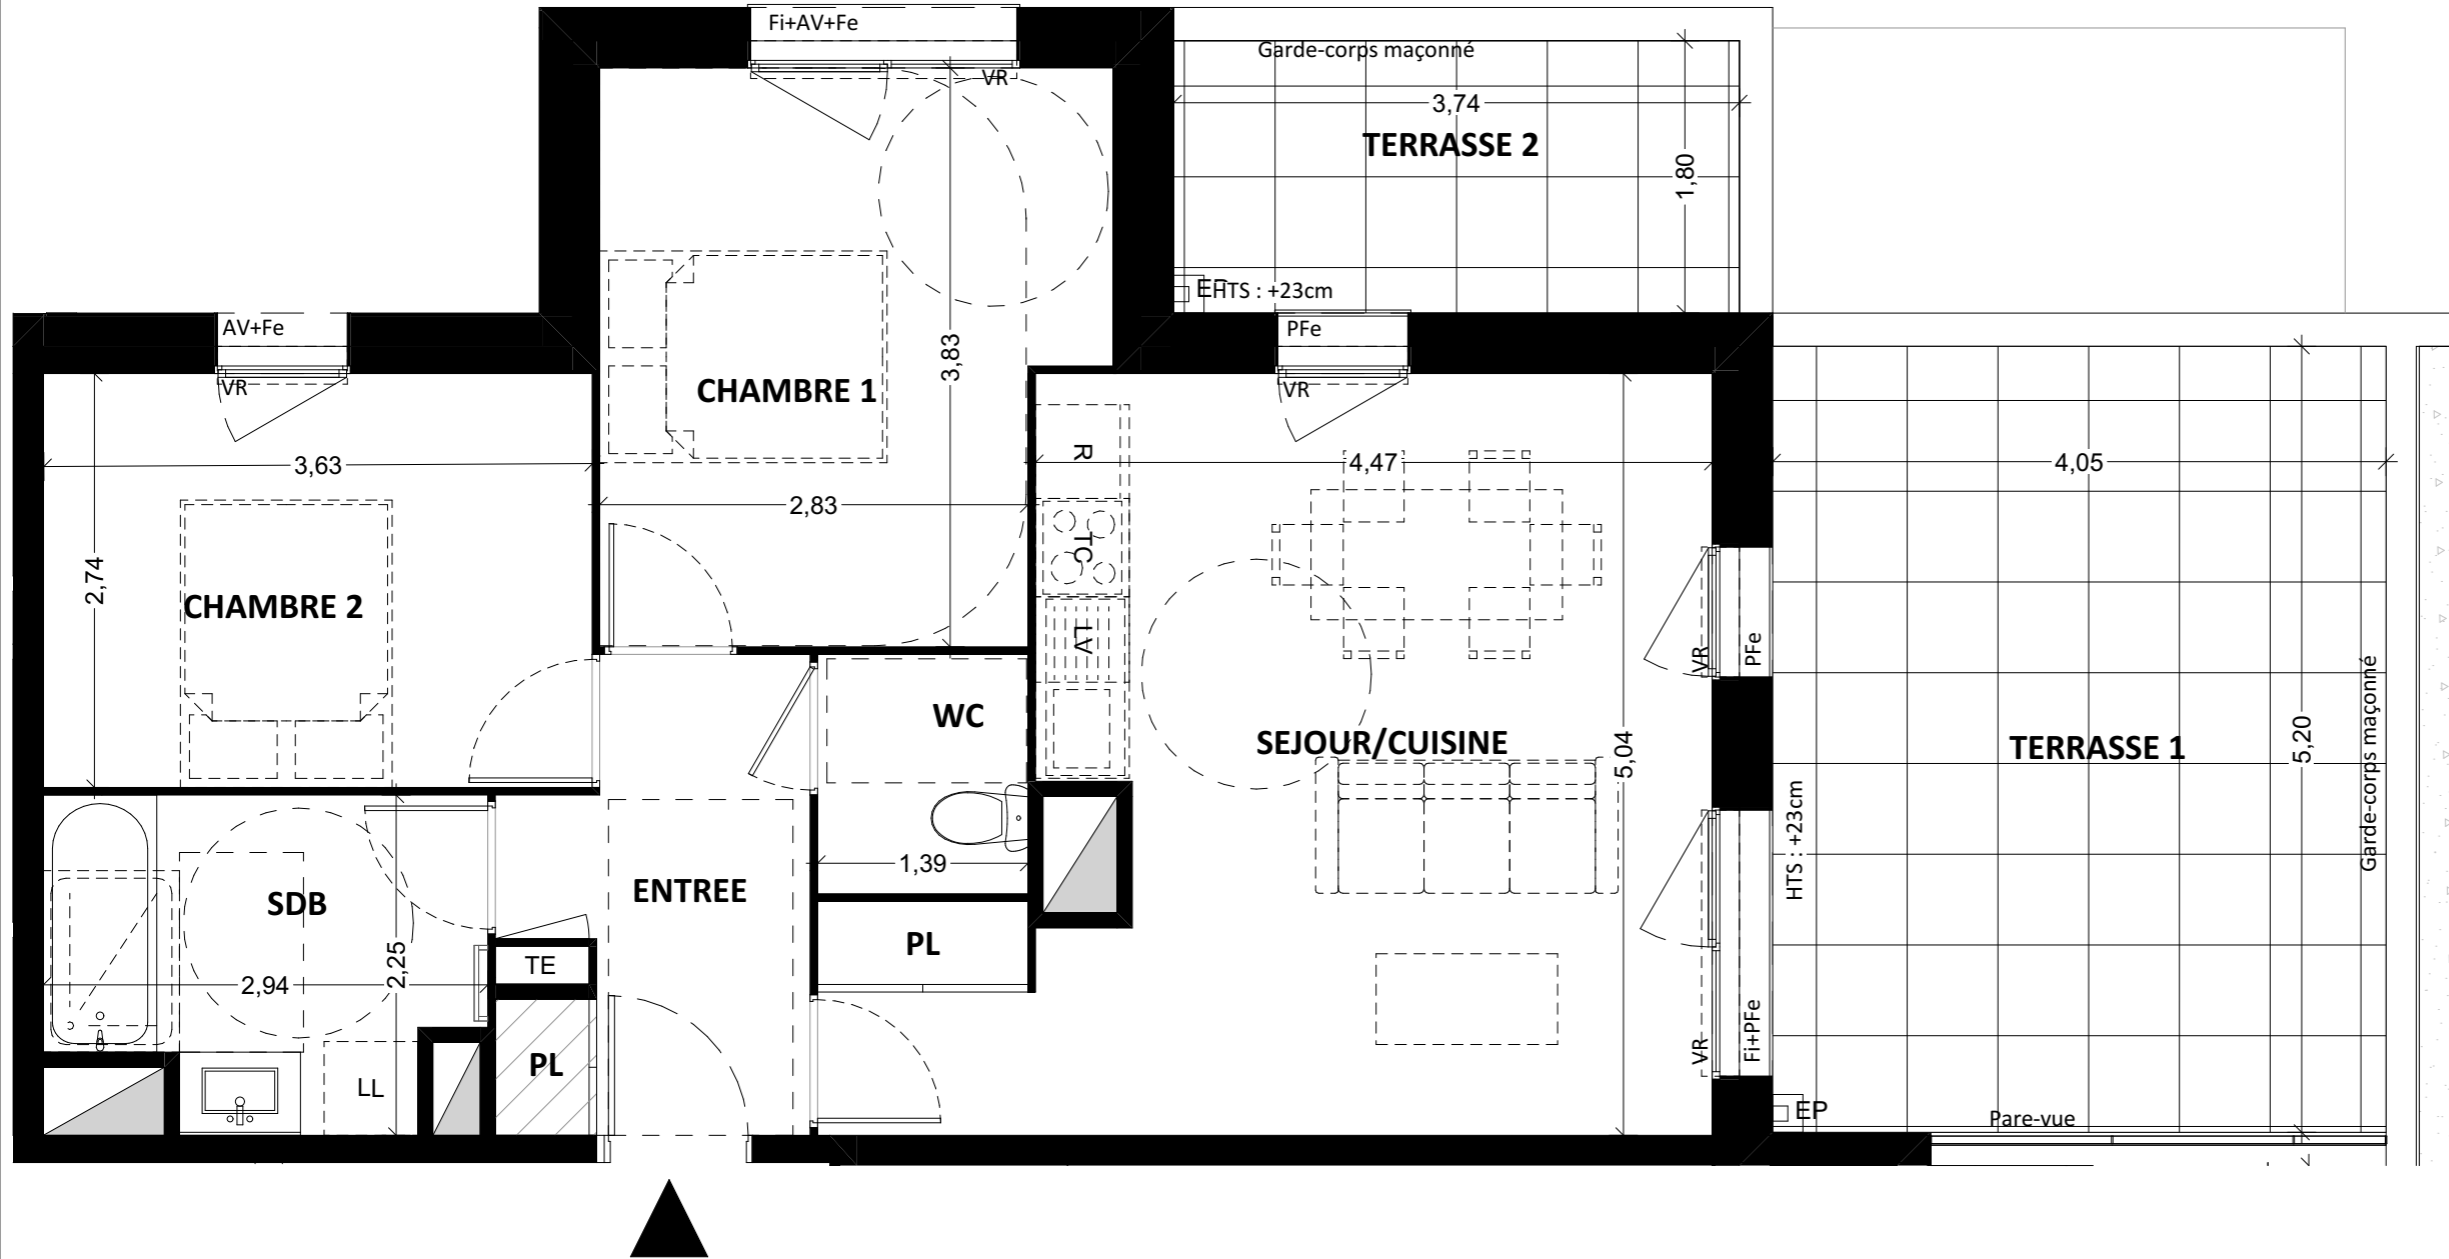 Fi+AV+Fe
VR
Garde-corps maçonné
3,74
TERRASSE 2
1,80
EP
HTS : +23cm
AV+Fe
VR
PFe
VR
3,83
CHAMBRE 1
2,83
3,63
2,74
CHAMBRE 2
R
TC
LV
4,47
4,05
VR
PFe
WC
SEJOUR/CUISINE
5,04
TERRASSE 1
5,20
Garde-corps maçonné
HTS : +23cm
1,39
ENTREE
SDB
2,25
2,94
TE
PL
PL
LL
VR
Fi+PFe
EP
Pare-vue